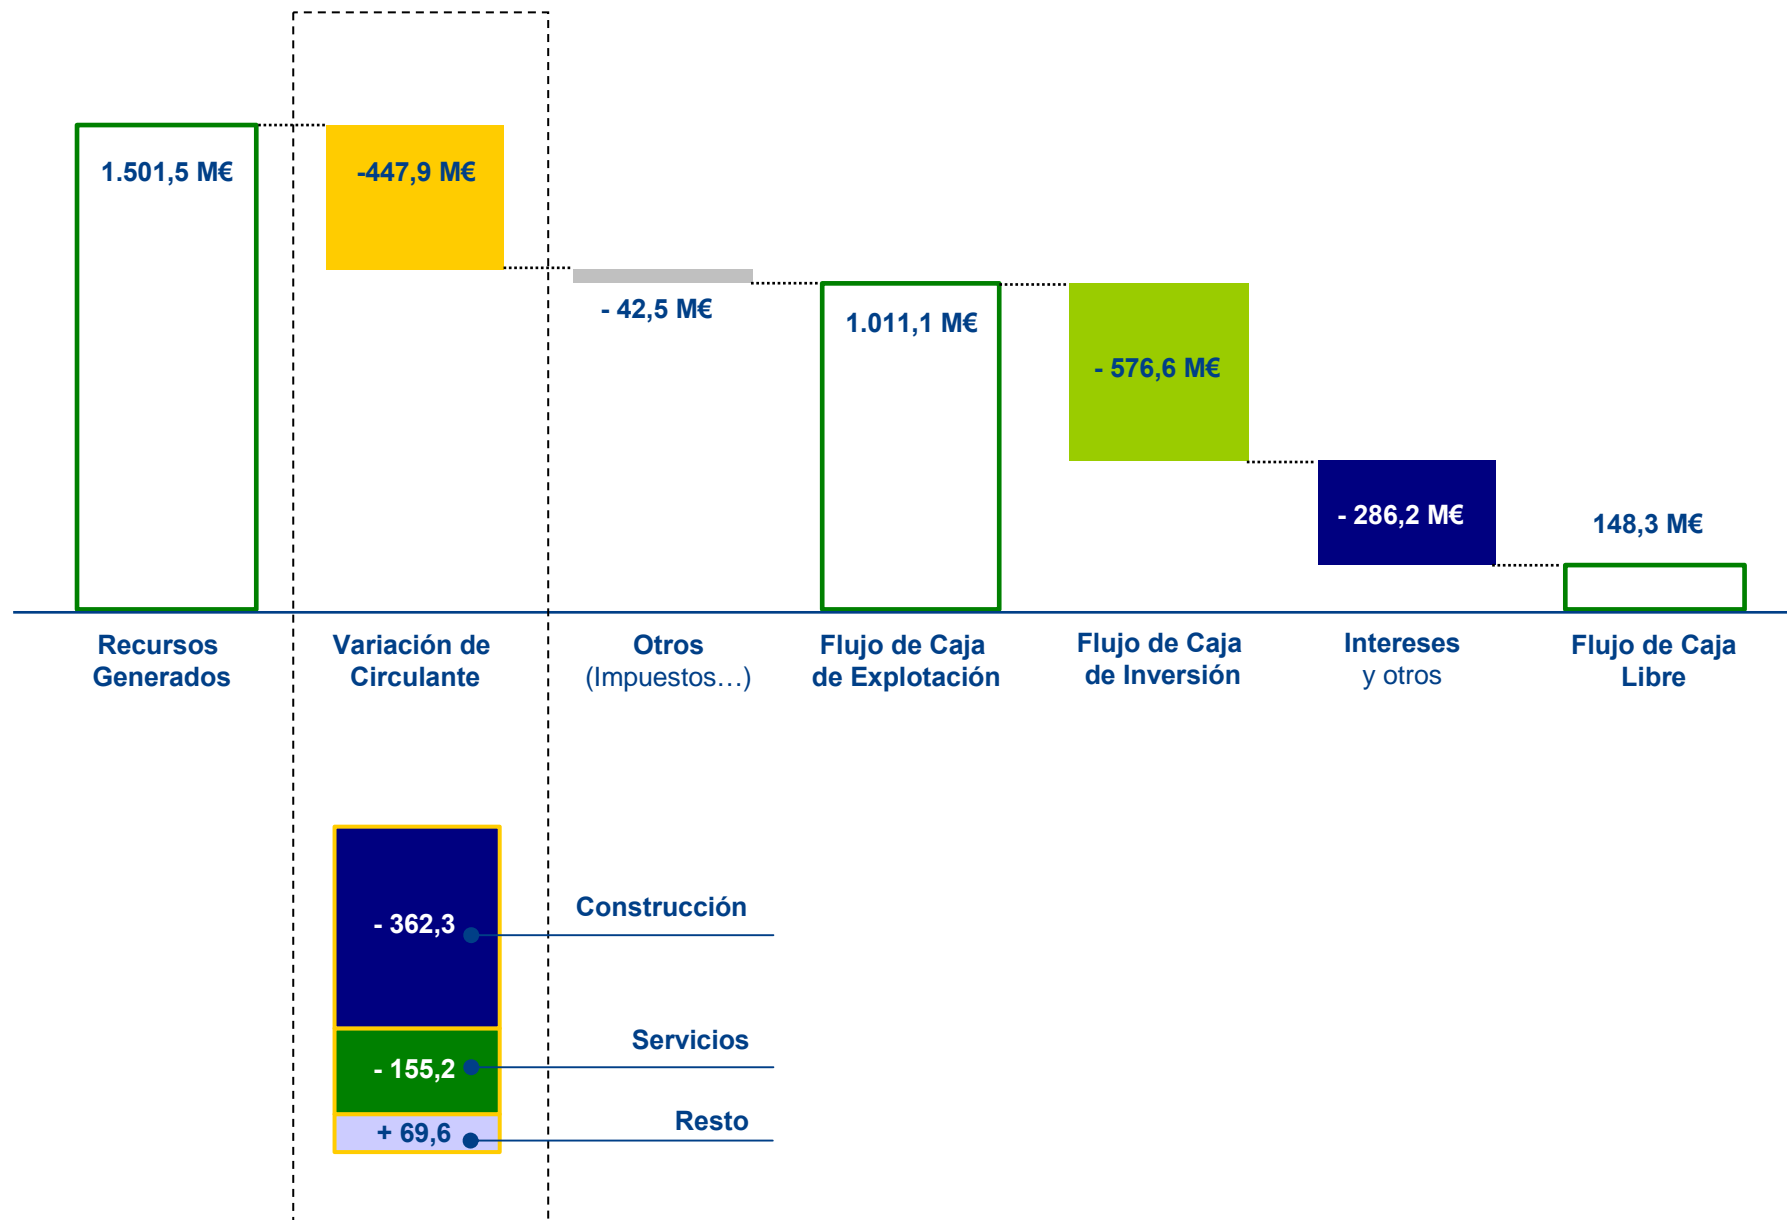 1.501,5 M€
-447,9 M€
- 42,5 M€
1.011,1 M€
- 576,6 M€
- 286,2 M€
148,3 M€
Recursos
Generados
Variación de
Circulante
Otros
(Impuestos…)
Flujo de Caja
de Explotación
Flujo de Caja
de Inversión
Intereses
y otros
Flujo de Caja
Libre
- 362,3
Construcción
- 155,2
Servicios
+ 69,6
Resto